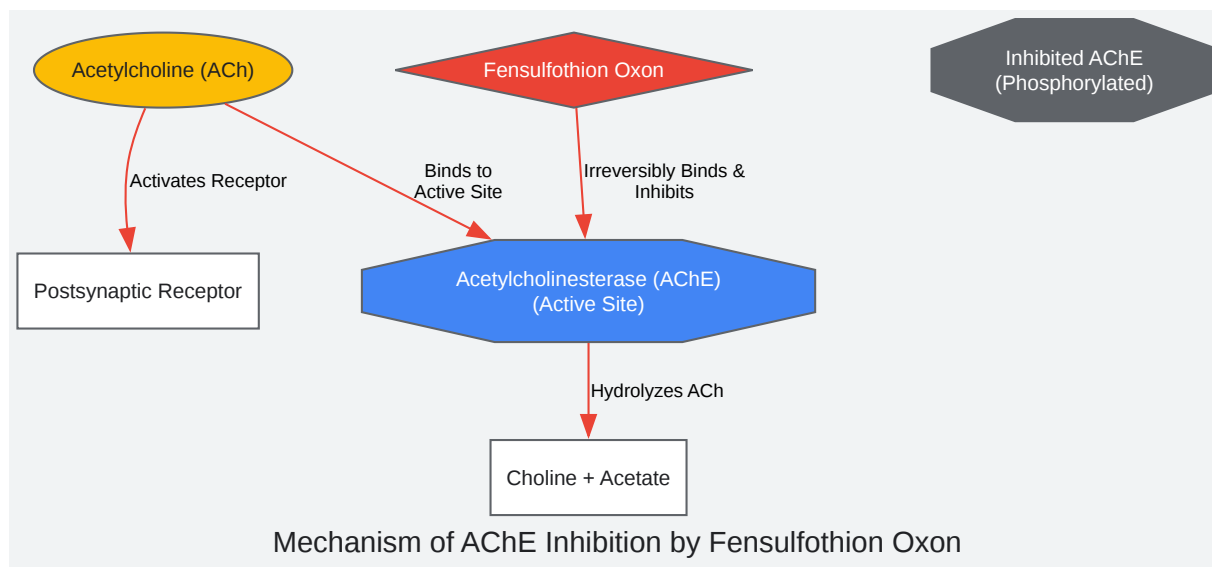 Acetylcholine (ACh)
Fensulfothion Oxon
Inhibited AChE
(Phosphorylated)
Activates Receptor
Binds to
Active Site
Irreversibly Binds &
Inhibits
Postsynaptic Receptor
Acetylcholinesterase (AChE)
(Active Site)
Hydrolyzes ACh
Choline + Acetate
Mechanism of AChE Inhibition by Fensulfothion Oxon